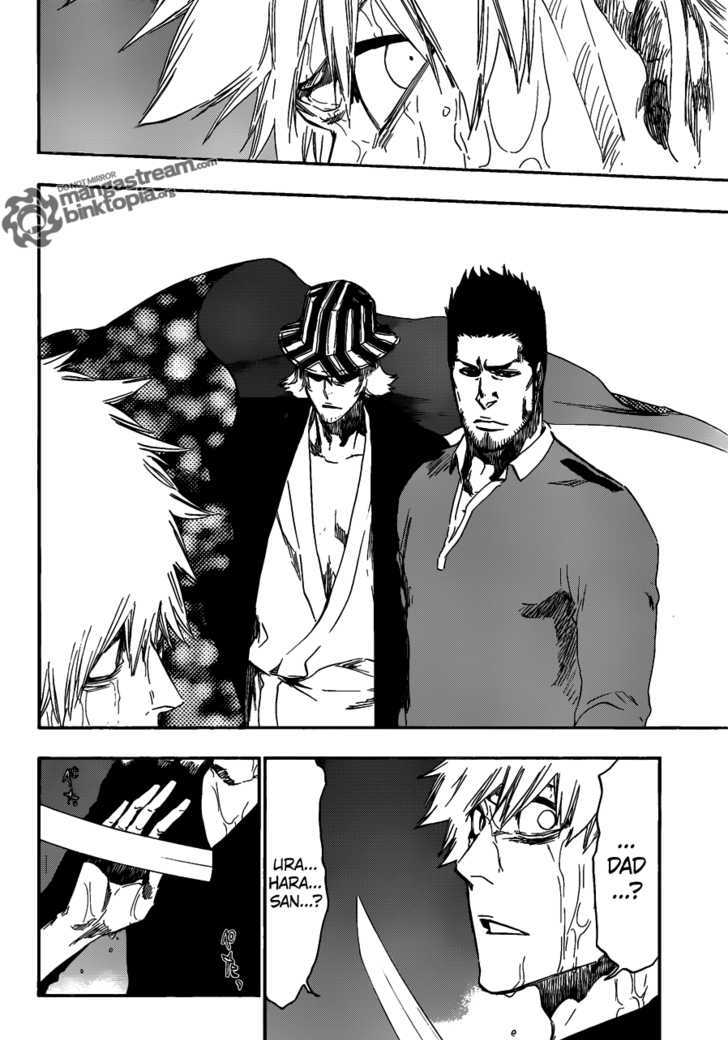 DO NOT MIRROR
mangastream.com
binktopia.org
...
DAD
...?
URA...
HARA...
SAN...?